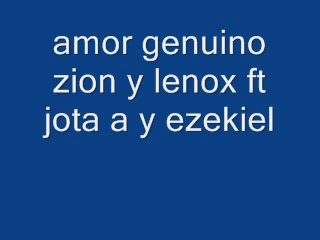 amor genuino
zion y lenox ft
jota a y ezekiel